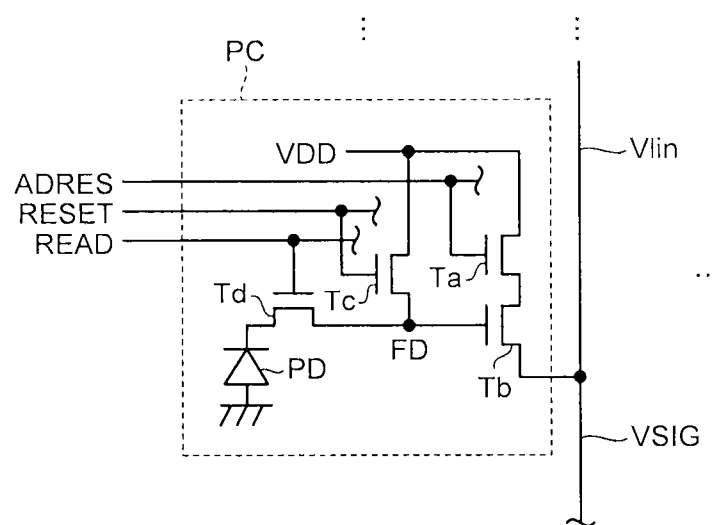 PC
VDD
Vlin
ADRES
RESET
READ
Ta
Td
Tc
FD
PD
Tb
VSIG